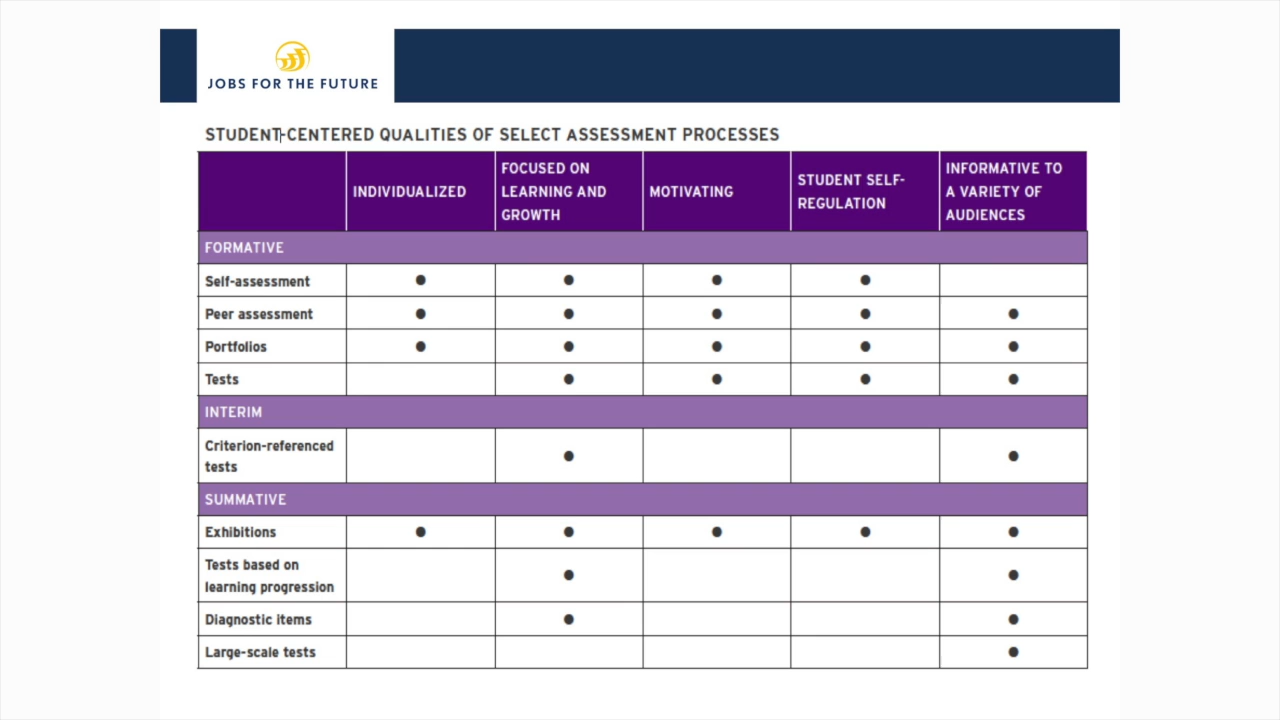 JOBS FOR THE FUTURE
STUDENT-CENTERED QUALITIES OF SELECT ASSESSMENT PROCESSES
INDIVIDUALIZED
FOCUSED ON
LEARNING AND
GROWTH
MOTIVATING
STUDENT SELF-
REGULATION
INFORMATIVE TO
A VARIETY OF
AUDIENCES
FORMATIVE
Self-assessment ● ● ● ●
Peer assessment ● ● ● ● ●
Portfolios ● ● ● ● ●
Tests ● ● ● ●
INTERIM
Criterion-referenced
tests ● ●
SUMMATIVE
Exhibitions ● ● ● ● ●
Tests based on
learning progression ● ●
Diagnostic items ● ●
Large-scale tests ●